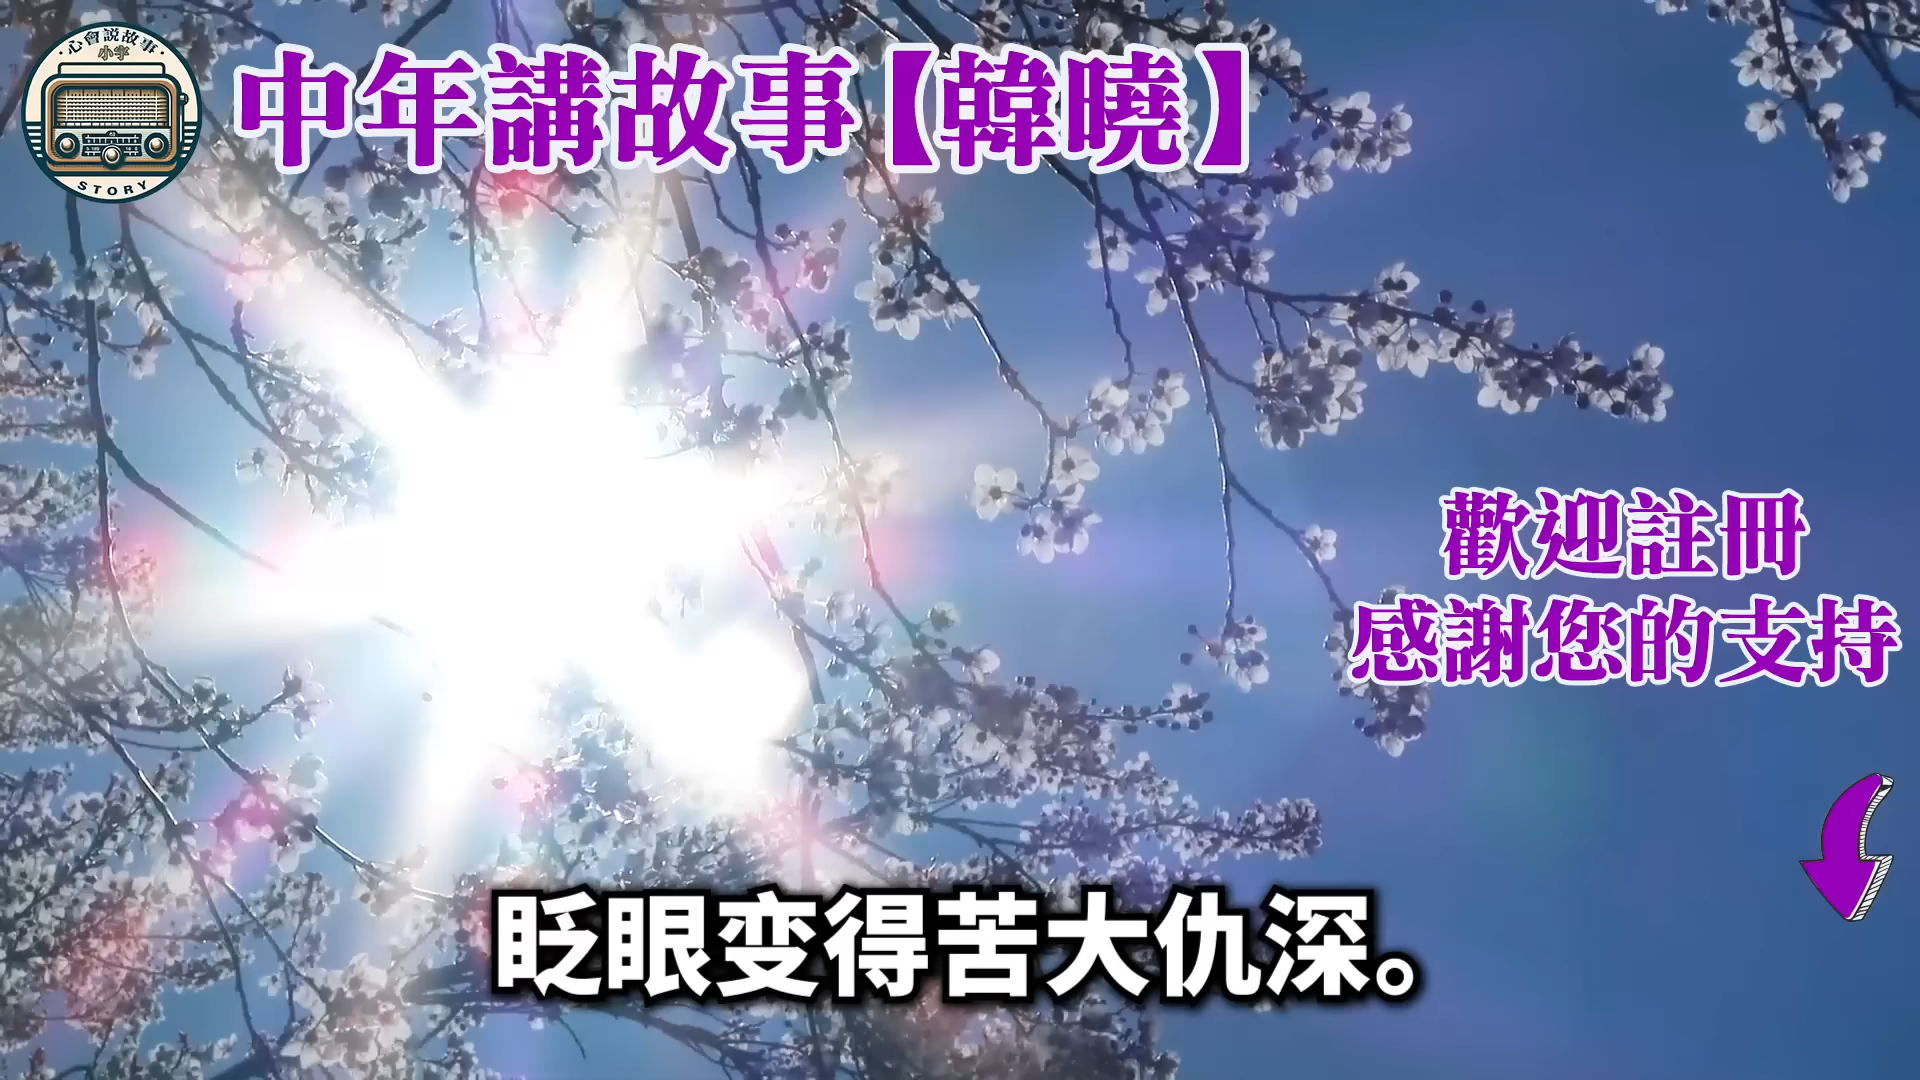 心會説故事
小宇
STORY
中年講故事【韓曉】
歡迎註冊
感謝您的支持
眨眼变得苦大仇深。